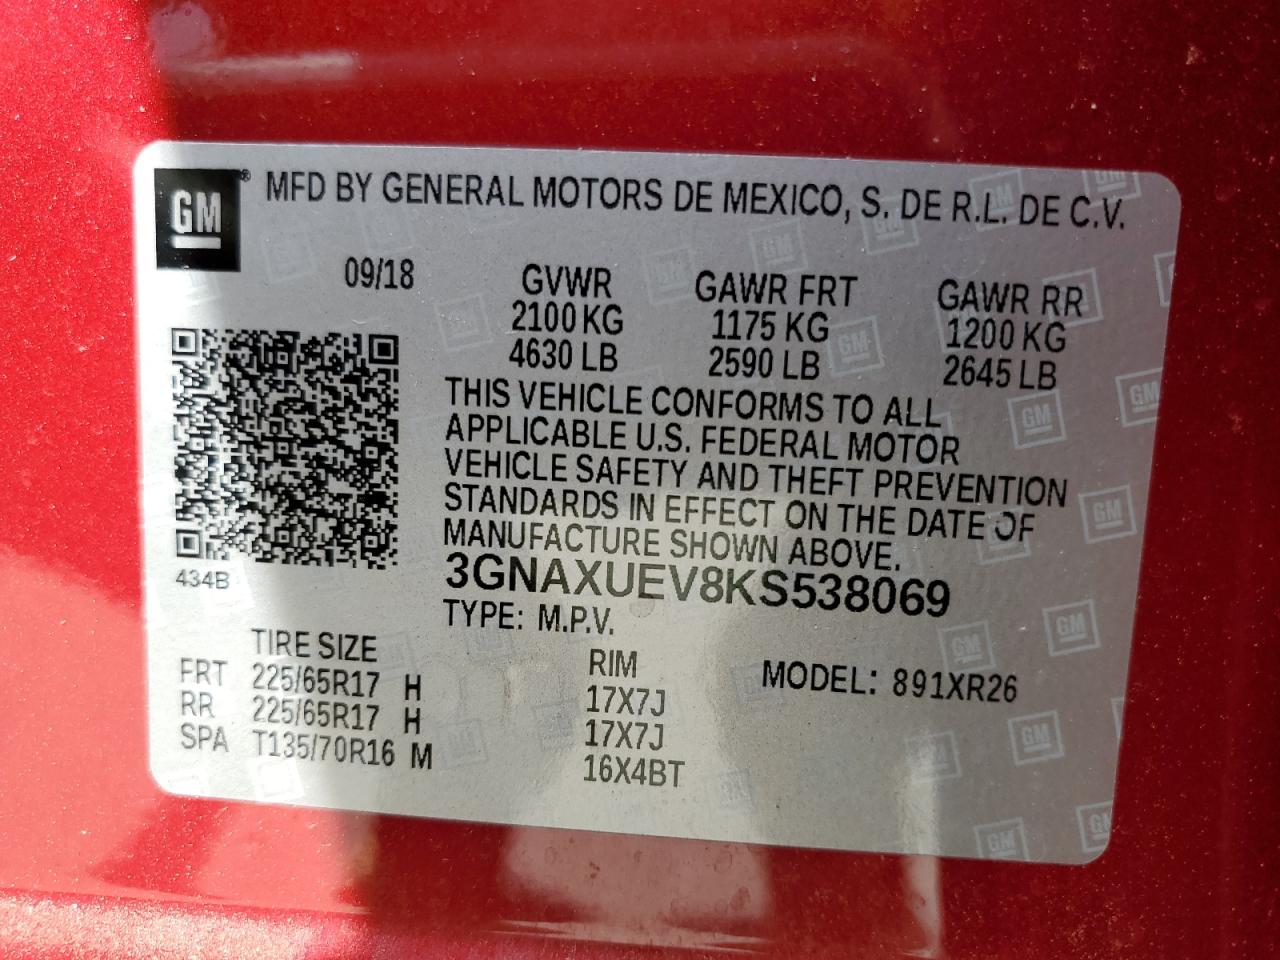 GM® MFD BY GENERAL MOTORS DE MEXICO, S. DE R.L. DE C.V.
09/18 GVWR GAWR FRT GAWR RR
2100 KG 1175 KG 1200 KG
4630 LB 2590 LB 2645 LB
THIS VEHICLE CONFORMS TO ALL
APPLICABLE U.S. FEDERAL MOTOR
VEHICLE SAFETY AND THEFT PREVENTION
STANDARDS IN EFFECT ON THE DATE OF
MANUFACTURE SHOWN ABOVE.
434B 3GNAXUEV8KS538069
TYPE: M.P.V.
TIRE SIZE RIM MODEL: 891XR26
FRT 225/65R17 H 17X7J
RR 225/65R17 H 17X7J
SPA T135/70R16 M 16X4BT